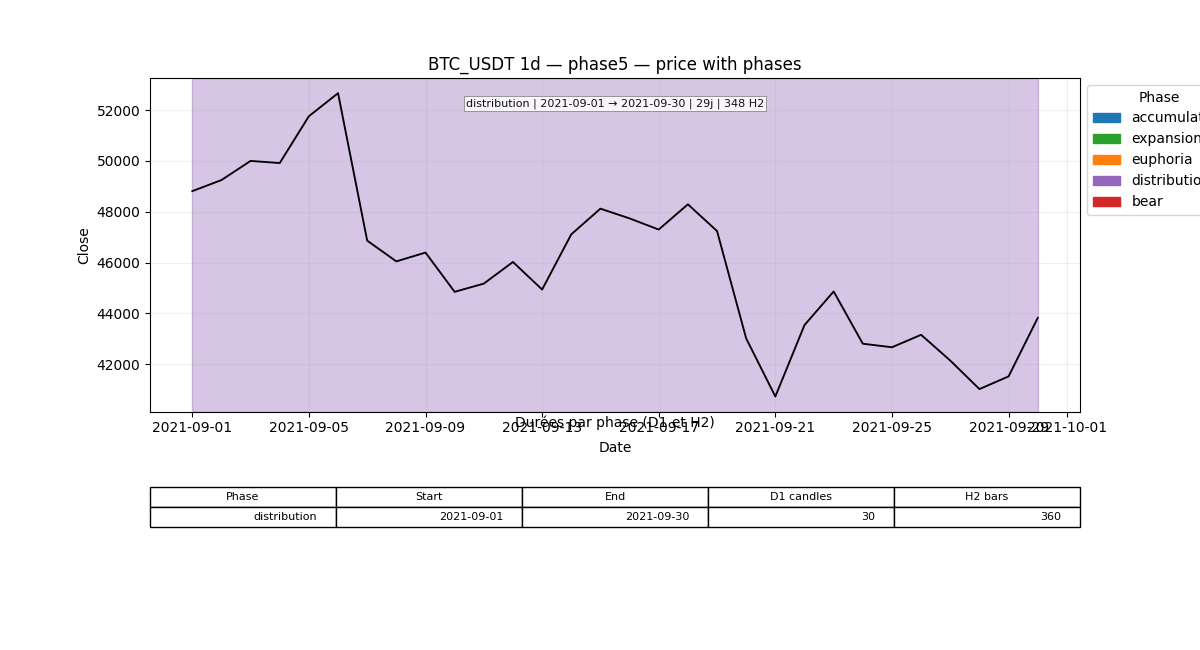 BTC_USDT 1d — phase5 — price with phases
distribution | 2021-09-01 → 2021-09-30 | 29j | 348 H2
Phase
accumulat
expansion
euphoria
distributio
bear
Close
52000
50000
48000
46000
44000
42000
2021-09-01 2021-09-05 2021-09-09 2021-09-13 2021-09-17 2021-09-21 2021-09-25 2021-09-29 2021-10-01
Durées par phase (D1 et H2)
Date
Phase Start End D1 candles H2 bars
distribution 2021-09-01 2021-09-30 30 360